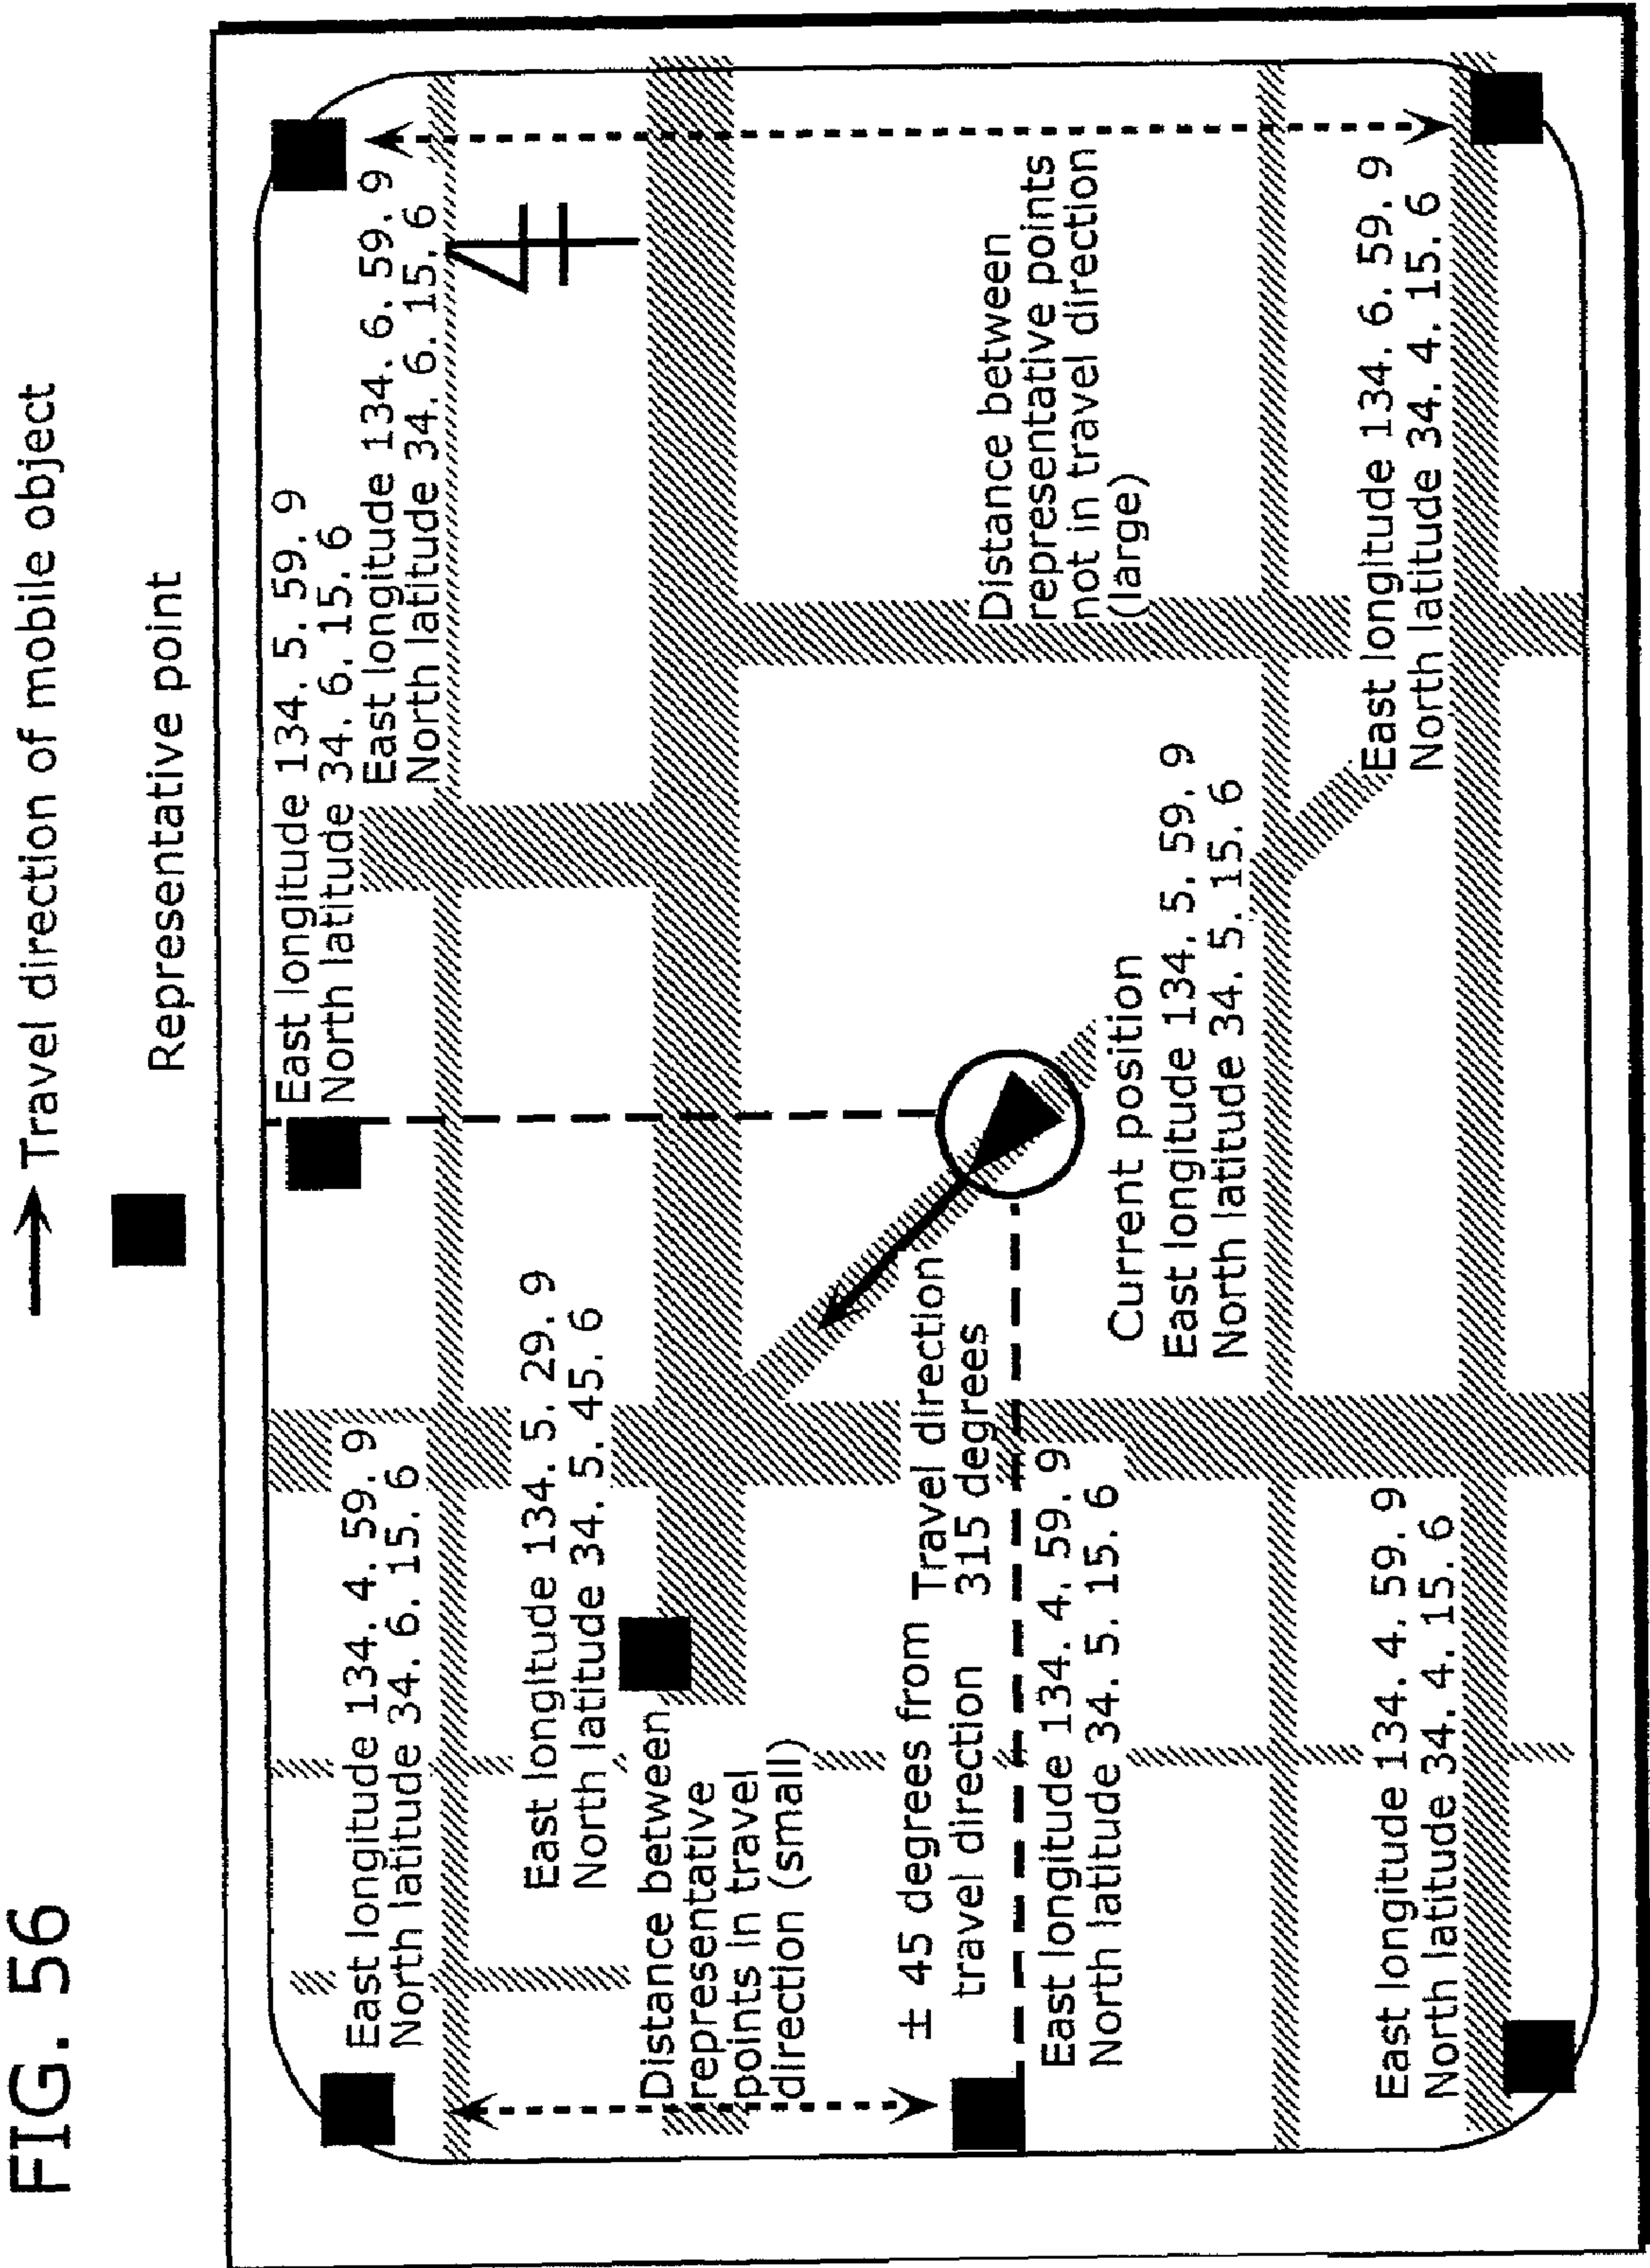 FIG. 56
Travel direction of mobile object
Representative point
East longitude 134. 4. 59. 9
North latitude 34. 6. 15. 6
East longitude 134. 5. 59. 9
North latitude 34. 6. 15. 6
East longitude 134. 6. 59. 9
North latitude 34. 6. 15. 6
East longitude 134. 5. 29. 9
North latitude 34. 5. 45. 6
Distance between
representative
points in travel
direction (small)
± 45 degrees from
travel direction
Travel direction
315 degrees
East longitude 134. 4. 59. 9
North latitude 34. 5. 15. 6
Current position
East longitude 134. 5. 59. 9
North latitude 34. 5. 15. 6
Distance between
representative points
not in travel direction
(large)
East longitude 134. 4. 59. 9
North latitude 34. 4. 15. 6
East longitude 134. 6. 59. 9
North latitude 34. 4. 15. 6